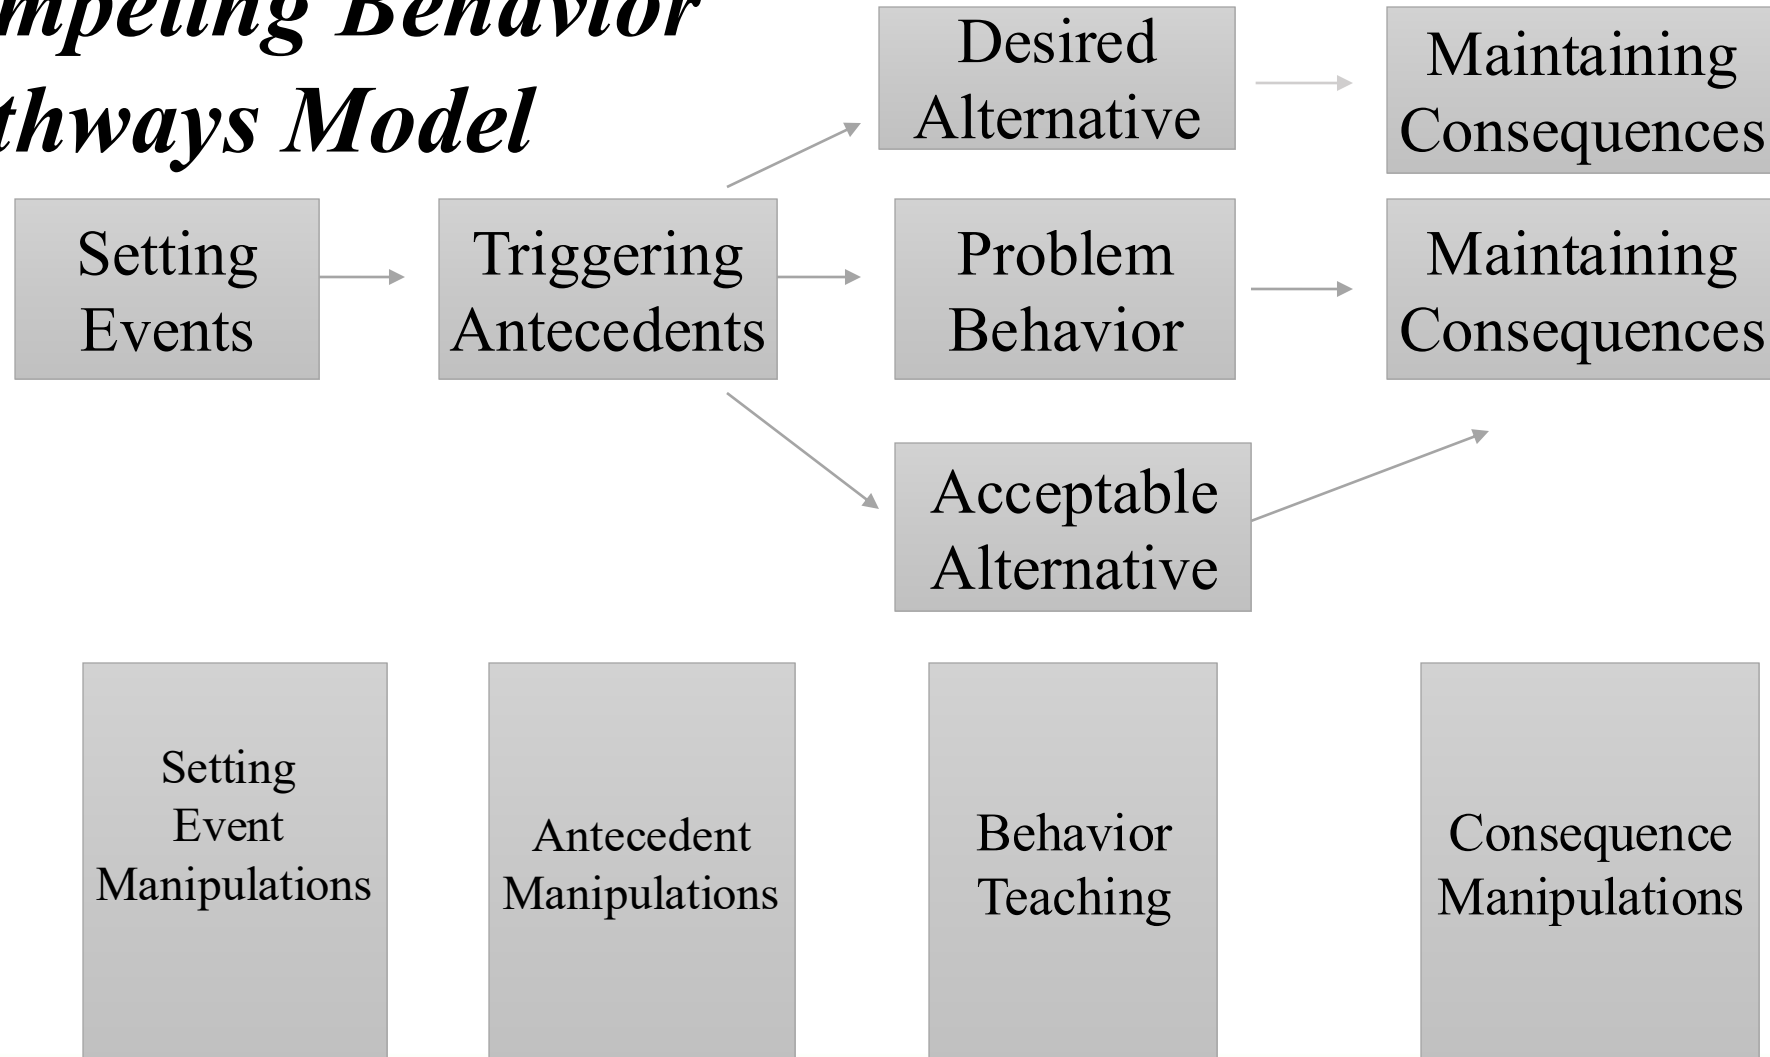 mpeting Behavior
thways Model
Desired
Alternative
Maintaining
Consequences
Setting
Events
Triggering
Antecedents
Problem
Behavior
Maintaining
Consequences
Acceptable
Alternative
Setting
Event
Manipulations
Antecedent
Manipulations
Behavior
Teaching
Consequence
Manipulations